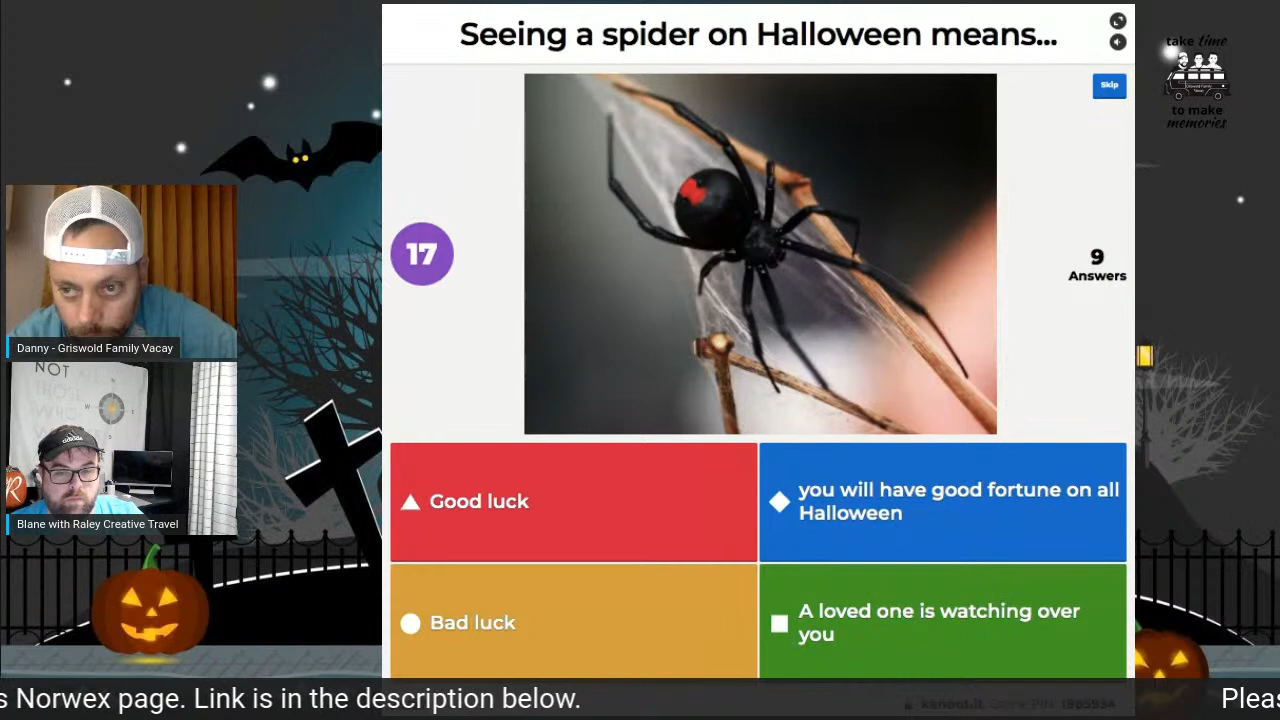 Seeing a spider on Halloween means...
Skip
take time
to make
memories
17
9
Answers
Danny - Griswold Family Vacay
NOT
Blane with Raley Creative Travel
Good luck
you will have good fortune on all
Halloween
Bad luck
A loved one is watching over
you
s Norwex page. Link is in the description below.
Pleas